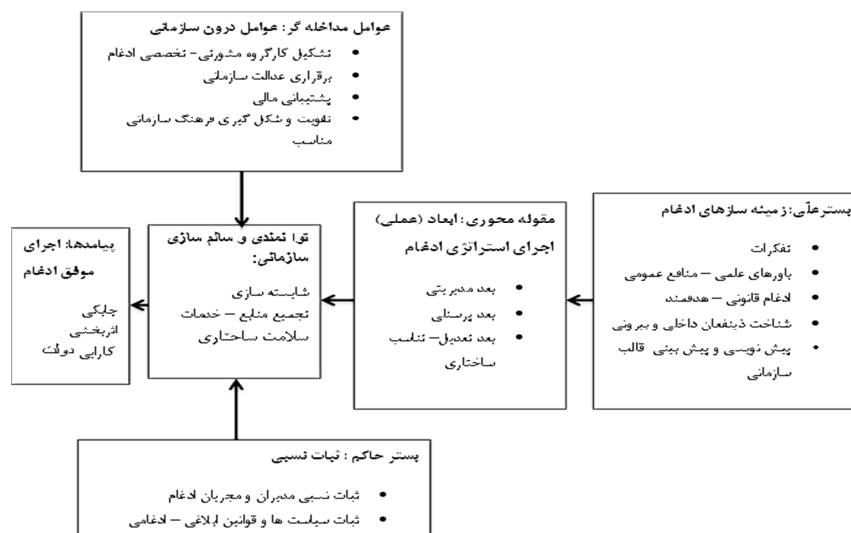 عوامل مداخله گر: عوامل درون سازمانی
تشکیل کارگروه مشورتی- تخصصی ادغام
برقراری عدالت سازمانی
پشتیبانی مالی
تقویت و شکل گیری فرهنگ سازمانی
مناسب
بسترعلّی: زمینه سازهای ادغام
تفکرات
باورهای علمی – منافع عمومی
ادغام قانونی – هدفمند
شناخت ذینفعان داخلی و بیرونی
پیش نویسی و پیش بینی قالب
سازمانی
مقوله محوری: ابعاد (عملی)
اجرای استراتژی ادغام
بعد مدیریتی
بعد پرسنلی
بعد تعدیل– تناسب
ساختاری
توا نمندی و سالم سازی
سازمانی:
شایسته سازی
تجمیع منابع – خدمات
سلامت ساختاری
پیامدها: اجرای
موفق ادغام
چابکی
اثربخشی
کارایی دولت
بستر حاکم : ثبات نسبی
ثبات نسبی مدیران و مجریان ادغام
ثبات سیاست ها و قوانین ابلاغی – ادغامی